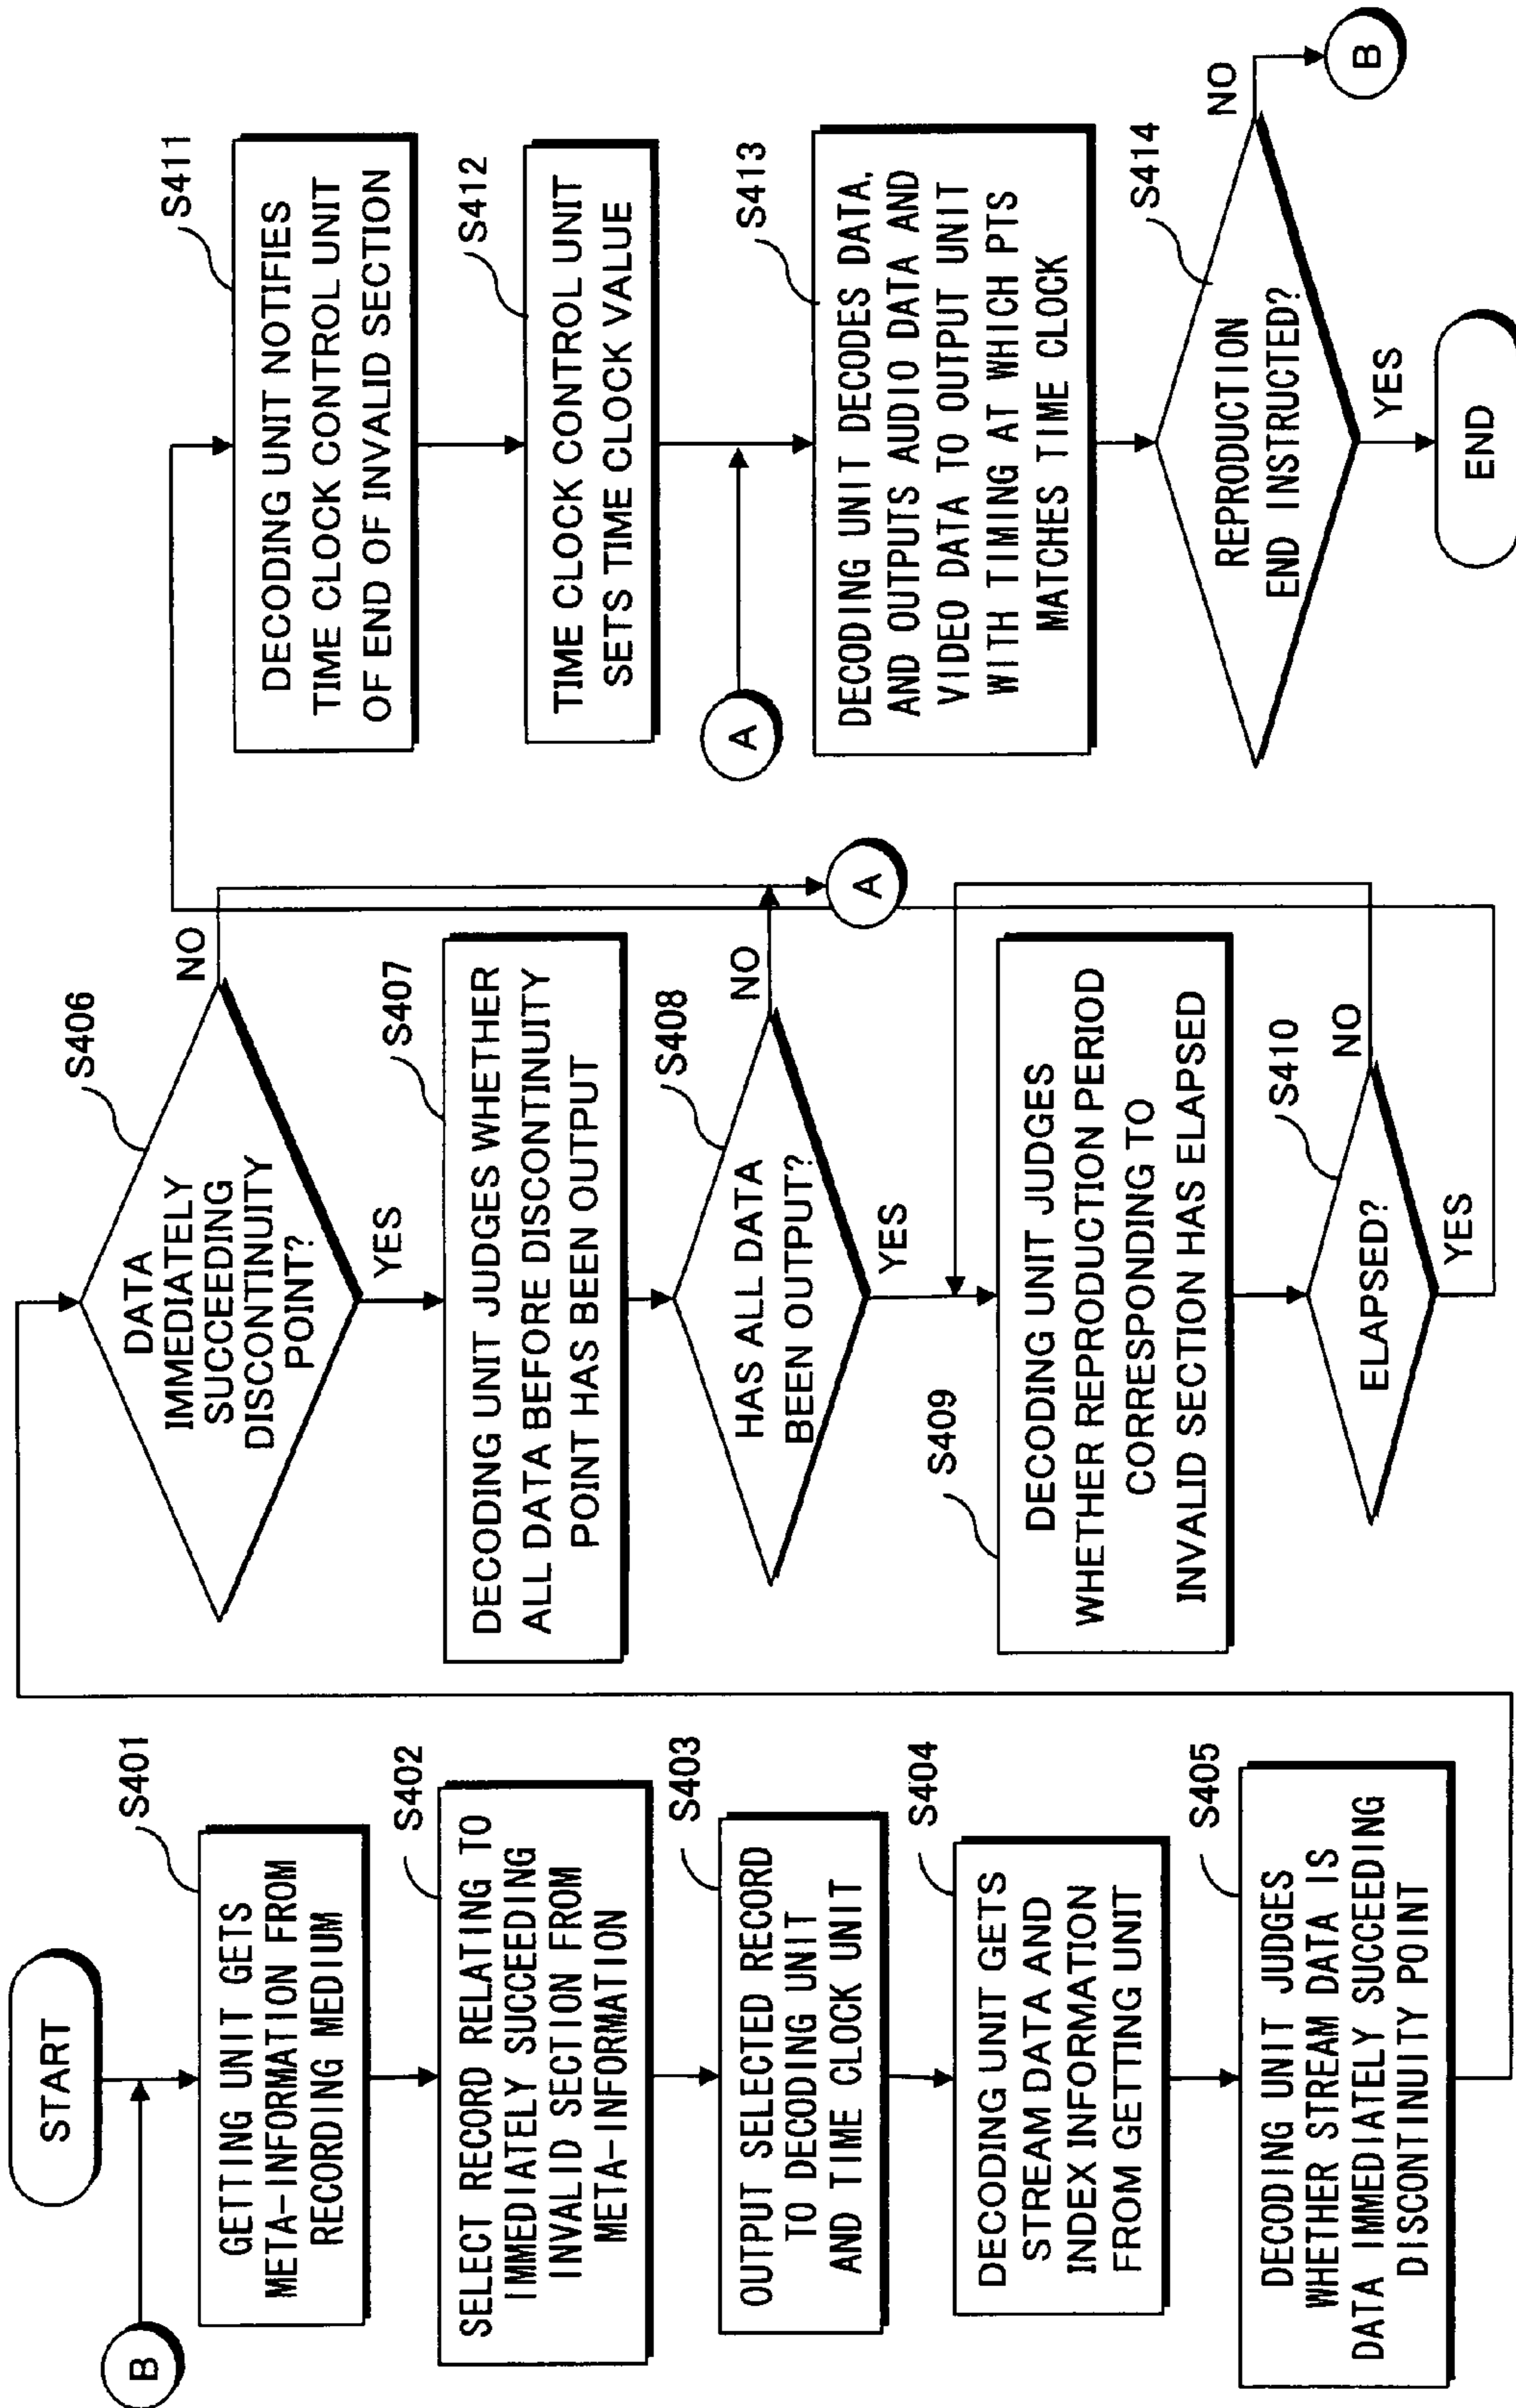 START
B
S401
GETTING UNIT GETS
META-INFORMATION FROM
RECORDING MEDIUM
S402
SELECT RECORD RELATING TO
IMMEDIATELY SUCCEEDING
INVALID SECTION FROM
META-INFORMATION
S403
OUTPUT SELECTED RECORD
TO DECODING UNIT
AND TIME CLOCK UNIT
S404
DECODING UNIT GETS
STREAM DATA AND
INDEX INFORMATION
FROM GETTING UNIT
S405
DECODING UNIT JUDGES
WHETHER STREAM DATA IS
DATA IMMEDIATELY SUCCEEDING
DISCONTINUITY POINT
S406
DATA
IMMEDIATELY
SUCCEEDING
DISCONTINUITY
POINT?
NO
YES
S407
DECODING UNIT JUDGES WHETHER
ALL DATA BEFORE DISCONTINUITY
POINT HAS BEEN OUTPUT
S408
HAS ALL DATA
BEEN OUTPUT?
NO
YES
A
S409
DECODING UNIT JUDGES
WHETHER REPRODUCTION PERIOD
CORRESPONDING TO
INVALID SECTION HAS ELAPSED
S410
ELAPSED?
NO
YES
S411
DECODING UNIT NOTIFIES
TIME CLOCK CONTROL UNIT
OF END OF INVALID SECTION
S412
TIME CLOCK CONTROL UNIT
SETS TIME CLOCK VALUE
A
S413
DECODING UNIT DECODES DATA,
AND OUTPUTS AUDIO DATA AND
VIDEO DATA TO OUTPUT UNIT
WITH TIMING AT WHICH PTS
MATCHES TIME CLOCK
S414
REPRODUCTION
END INSTRUCTED?
NO
B
YES
END